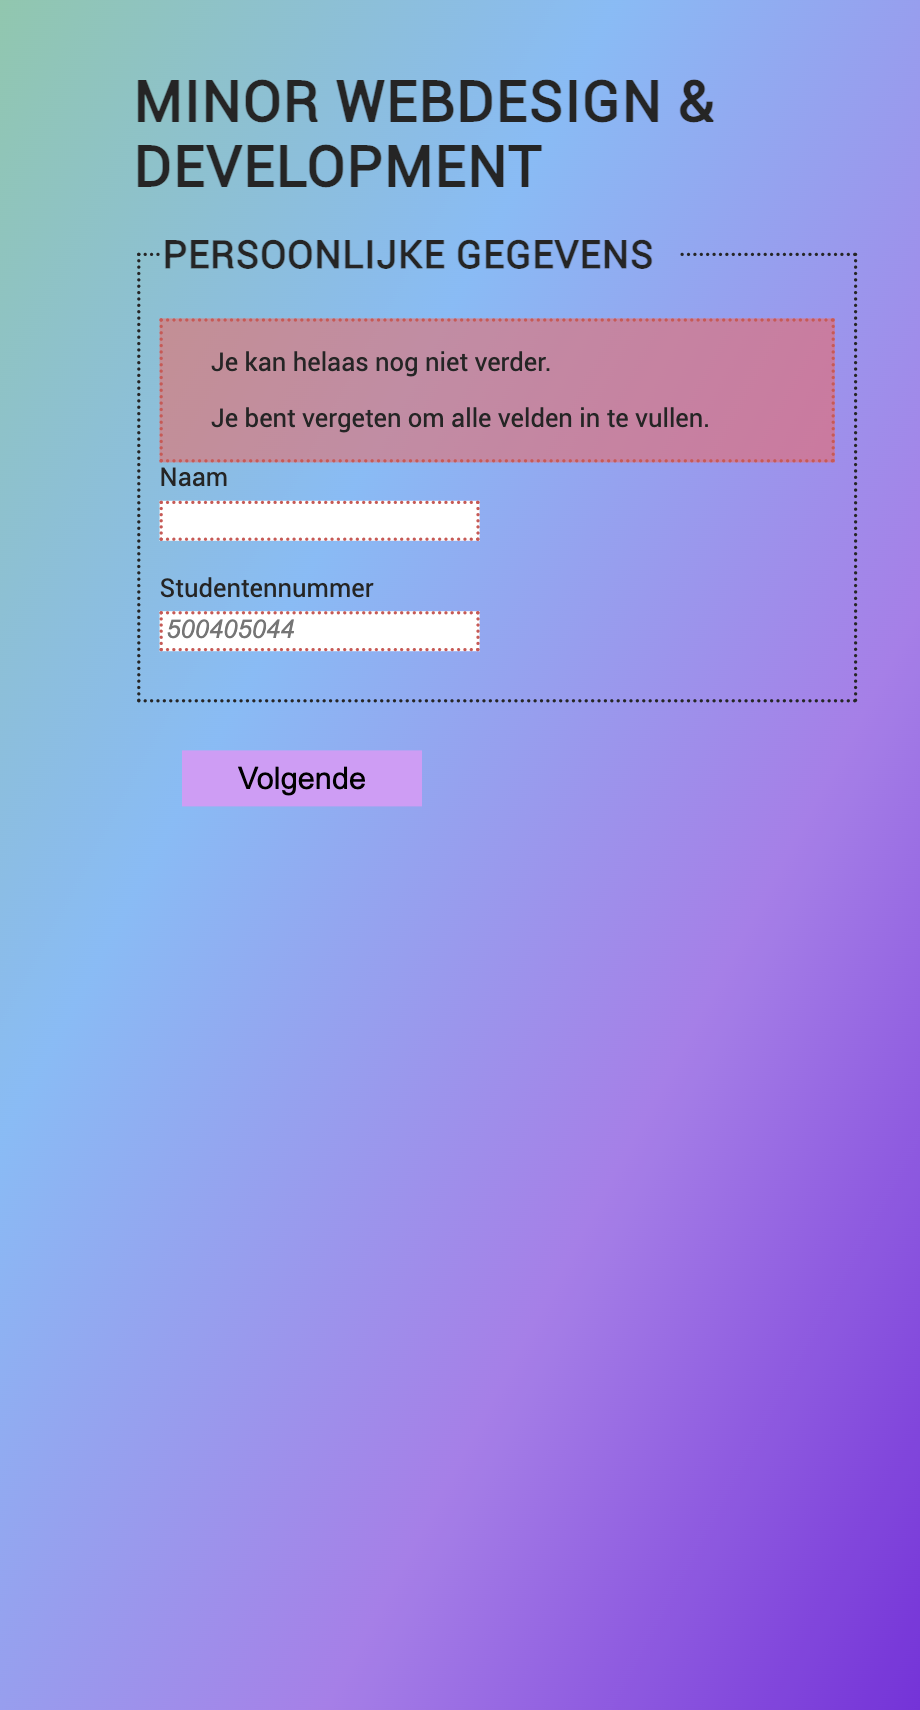 MINOR WEBDESIGN &
DEVELOPMENT
PERSOONLIJKE GEGEVENS
Je kan helaas nog niet verder.
Je bent vergeten om alle velden in te vullen.
Naam
Studentennummer
500405044
Volgende